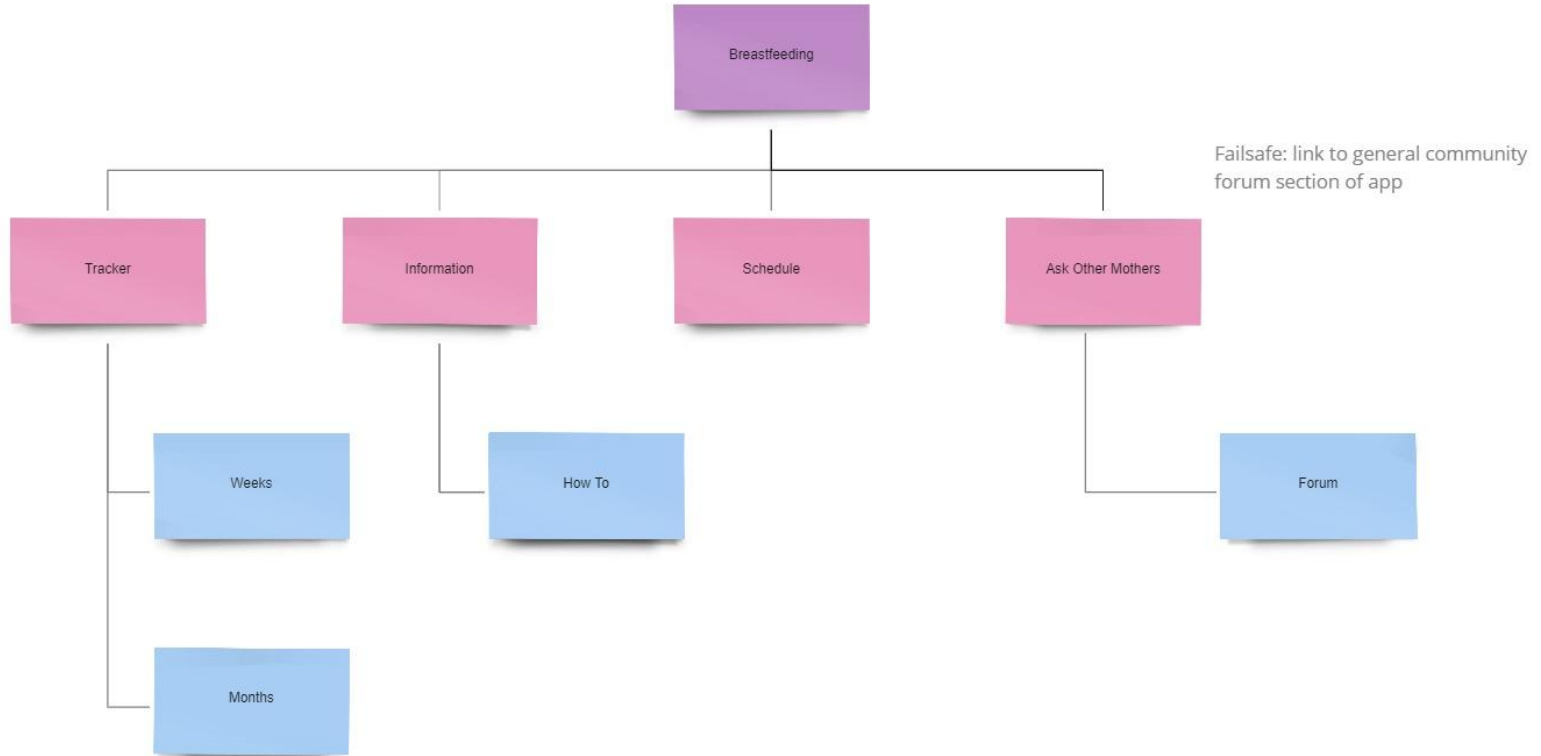 Breastfeeding
Failsafe: link to general community
forum section of app
Tracker
Information
Schedule
Ask Other Mothers
Weeks
How To
Forum
Months